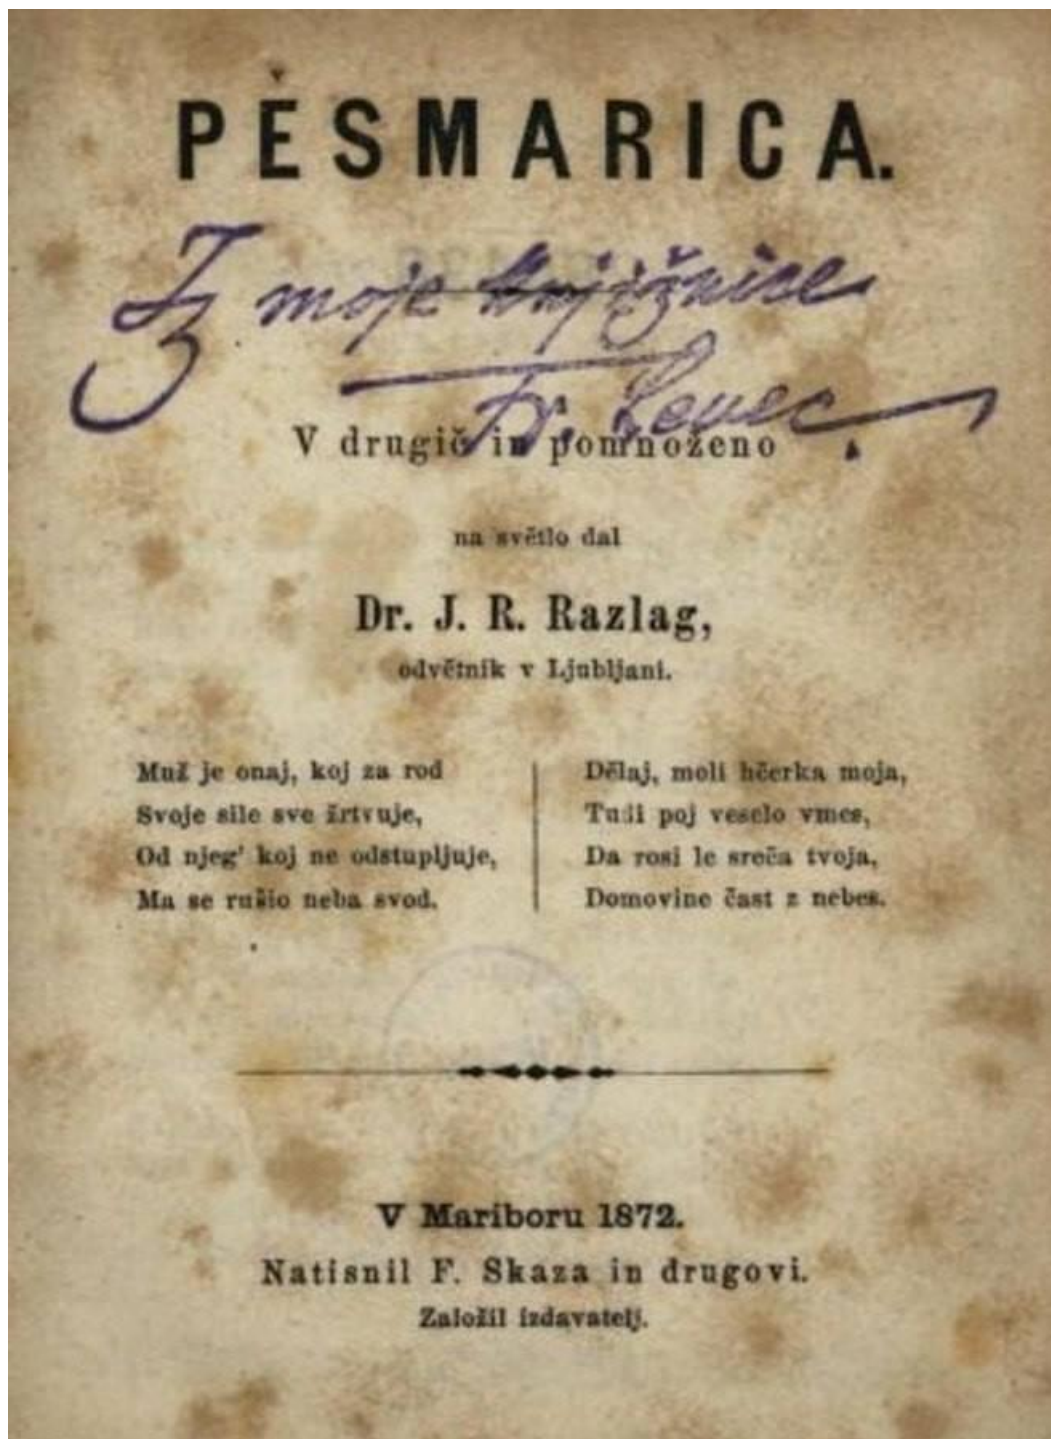 PĚSMARICA.
Z moje knjižnice
Fr. Levec.
V drugič in pomnoženo
na světlo dal
Dr. J. R. Razlag,
odvětnik v Ljubljani.
Muž je onaj, koj za rod
Svoje sile sve žrtvuje,
Od njeg' koj ne odstupljuje,
Ma se rušio neba svod.
Dělaj, moli hčerka moja,
Tudi poj veselo vmes,
Da rosi le sreča tvoja,
Domovine čast z nebes.
V Mariboru 1872.
Natisnil F. Skaza in drugovi.
Založil izdavatelj.